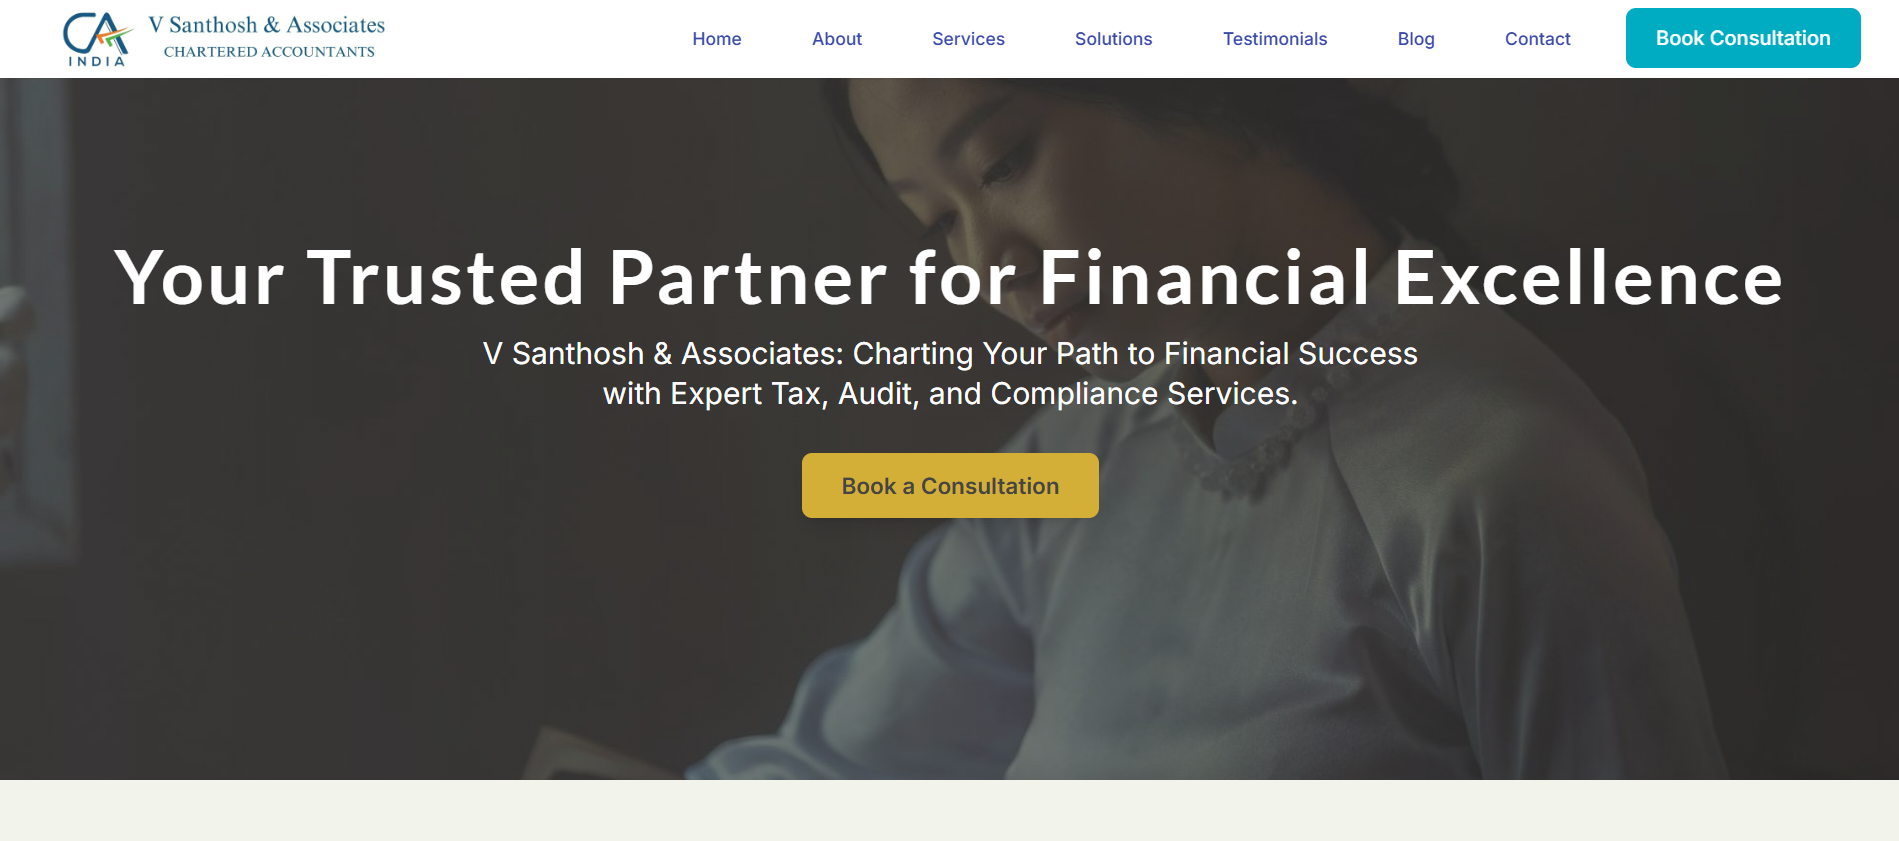 CA
INDIA
V Santhosh & Associates
CHARTERED ACCOUNTANTS
Home
About
Services
Solutions
Testimonials
Blog
Contact
Book Consultation
Your Trusted Partner for Financial Excellence
V Santhosh & Associates: Charting Your Path to Financial Success
with Expert Tax, Audit, and Compliance Services.
Book a Consultation